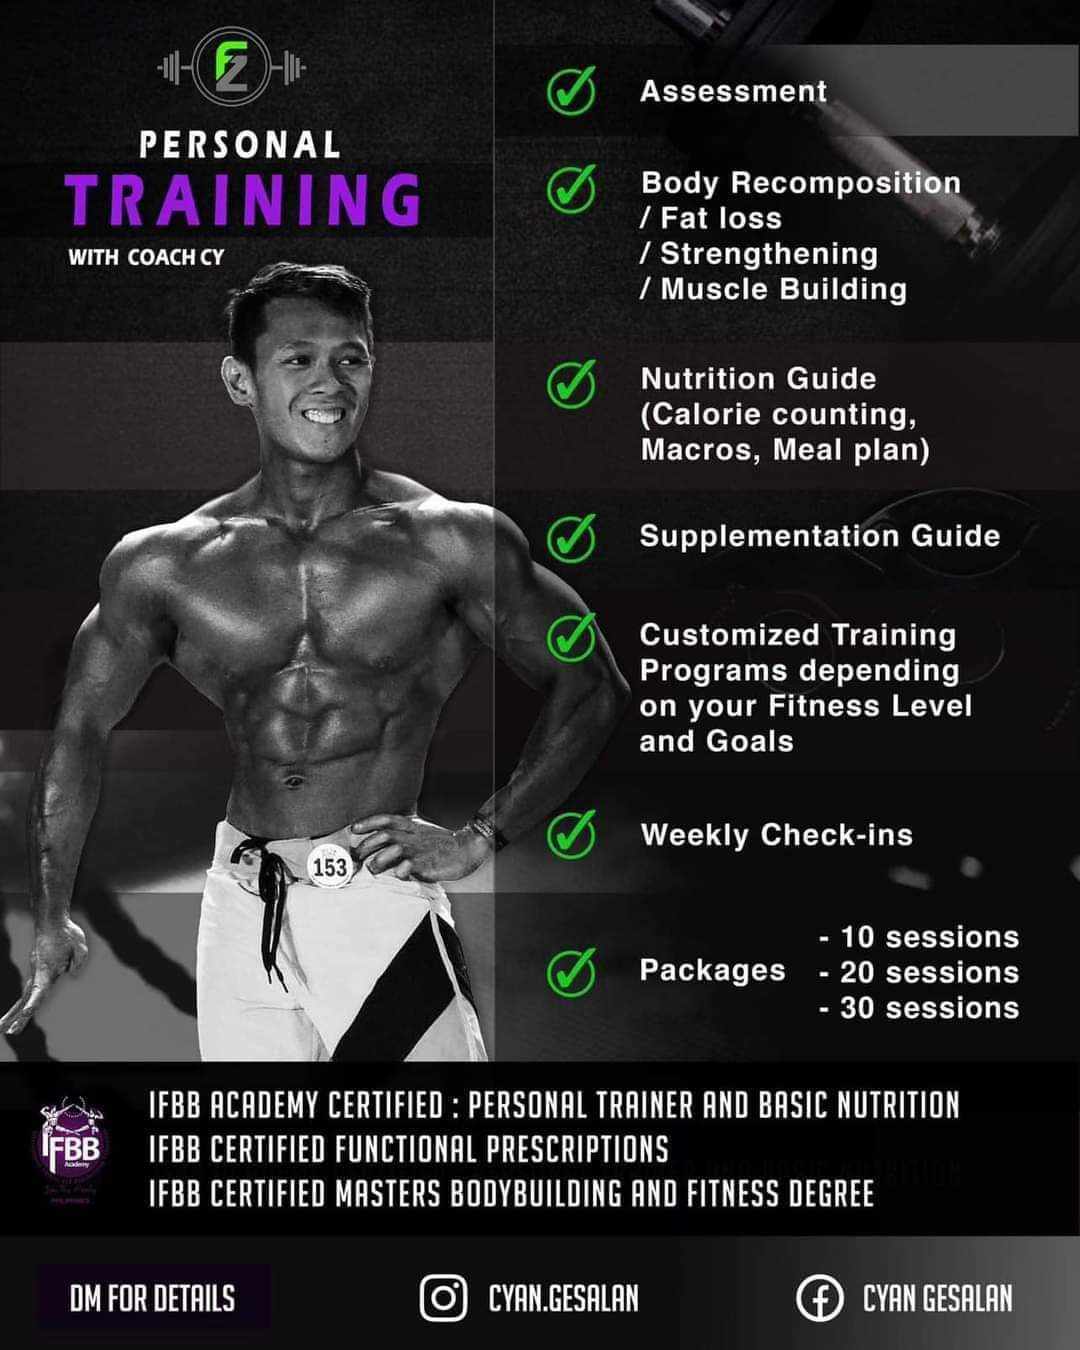 FZ
PERSONAL
TRAINING
WITH COACH CY
Assessment
Body Recomposition
/ Fat loss
/ Strengthening
/ Muscle Building
Nutrition Guide
(Calorie counting,
Macros, Meal plan)
Supplementation Guide
Customized Training
Programs depending
on your Fitness Level
and Goals
Weekly Check-ins
Packages
- 10 sessions
- 20 sessions
- 30 sessions
153
IFBB ACADEMY CERTIFIED : PERSONAL TRAINER AND BASIC NUTRITION
IFBB CERTIFIED FUNCTIONAL PRESCRIPTIONS
IFBB CERTIFIED MASTERS BODYBUILDING AND FITNESS DEGREE
IFBB
Academy
PHILIPPINES
DM FOR DETAILS
CYAN.GESALAN
CYAN GESALAN